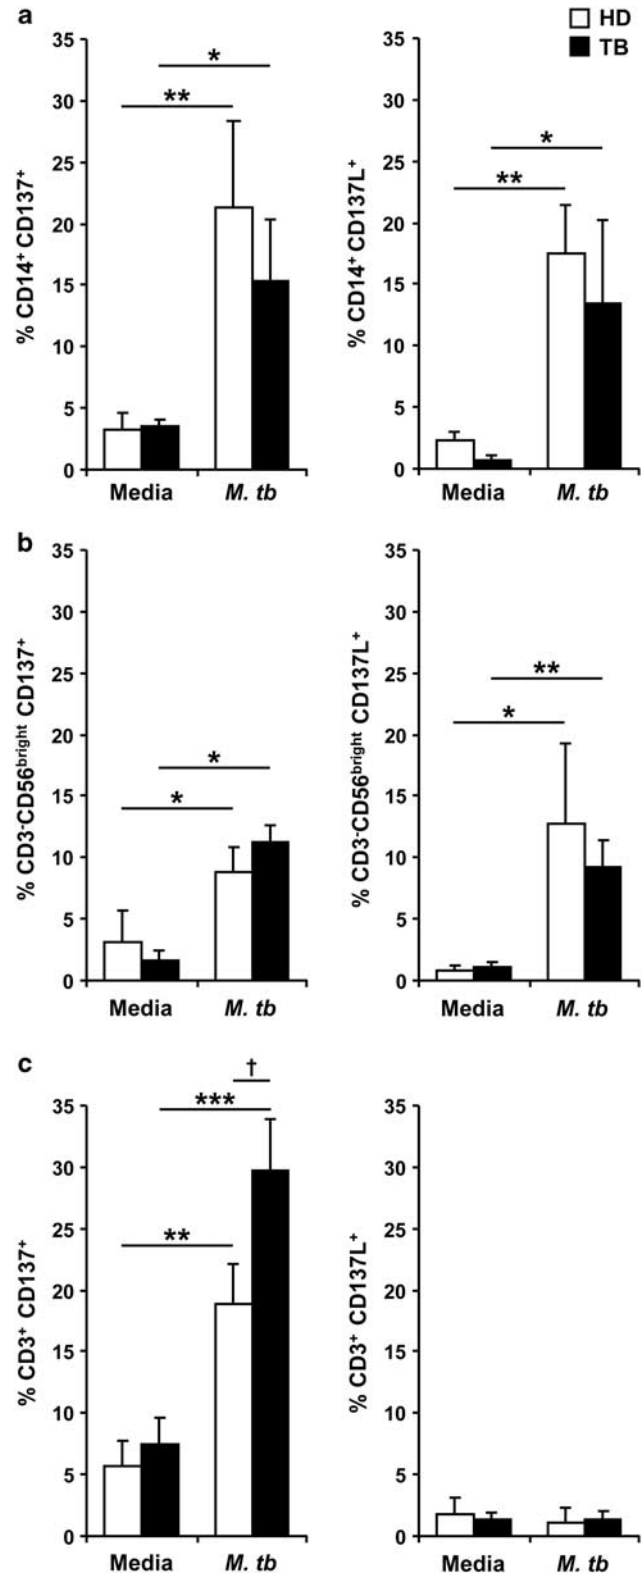 a
HD
TB
% CD14+ CD137+
35
30
25
20
15
10
5
0
*
**
Media
M. tb
% CD14+ CD137L+
35
30
25
20
15
10
5
0
*
**
Media
M. tb
b
% CD3-CD56bright CD137+
35
30
25
20
15
10
5
0
*
*
Media
M. tb
% CD3-CD56bright CD137L+
35
30
25
20
15
10
5
0
**
*
Media
M. tb
c
% CD3+ CD137+
35
30
25
20
15
10
5
0
†
***
**
Media
M. tb
% CD3+ CD137L+
35
30
25
20
15
10
5
0
Media
M. tb